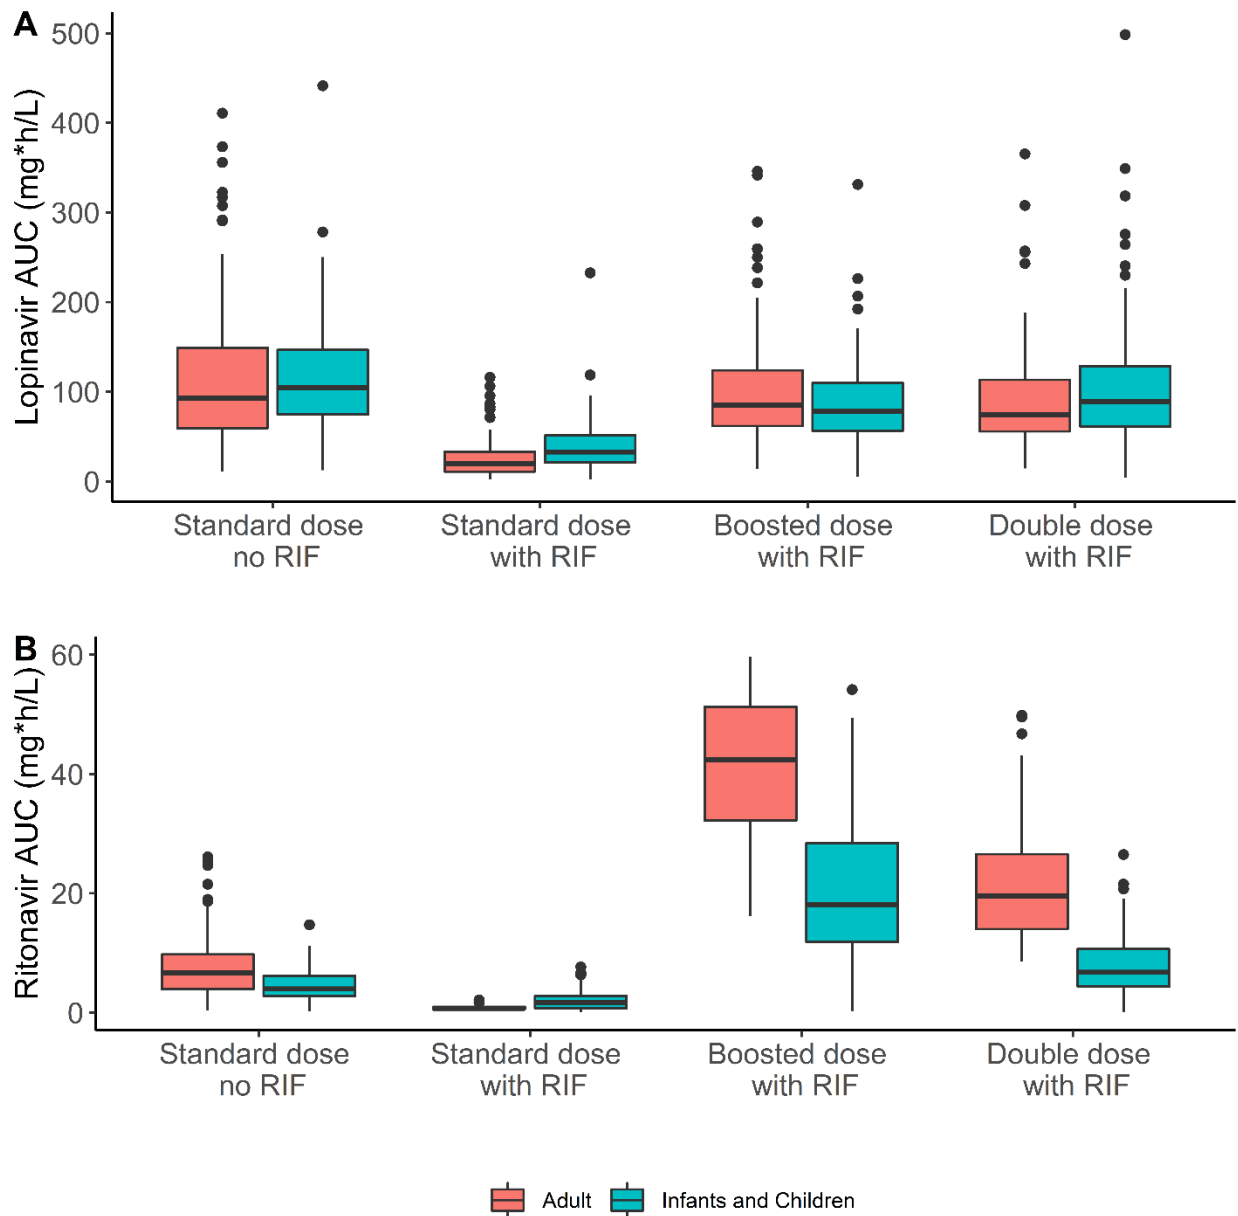 A
Lopinavir AUC (mg*h/L)
500
400
300
200
100
0
Standard dose no RIF
Standard dose with RIF
Boosted dose with RIF
Double dose with RIF
B
Ritonavir AUC (mg*h/L)
60
40
20
0
Standard dose no RIF
Standard dose with RIF
Boosted dose with RIF
Double dose with RIF
Adult
Infants and Children